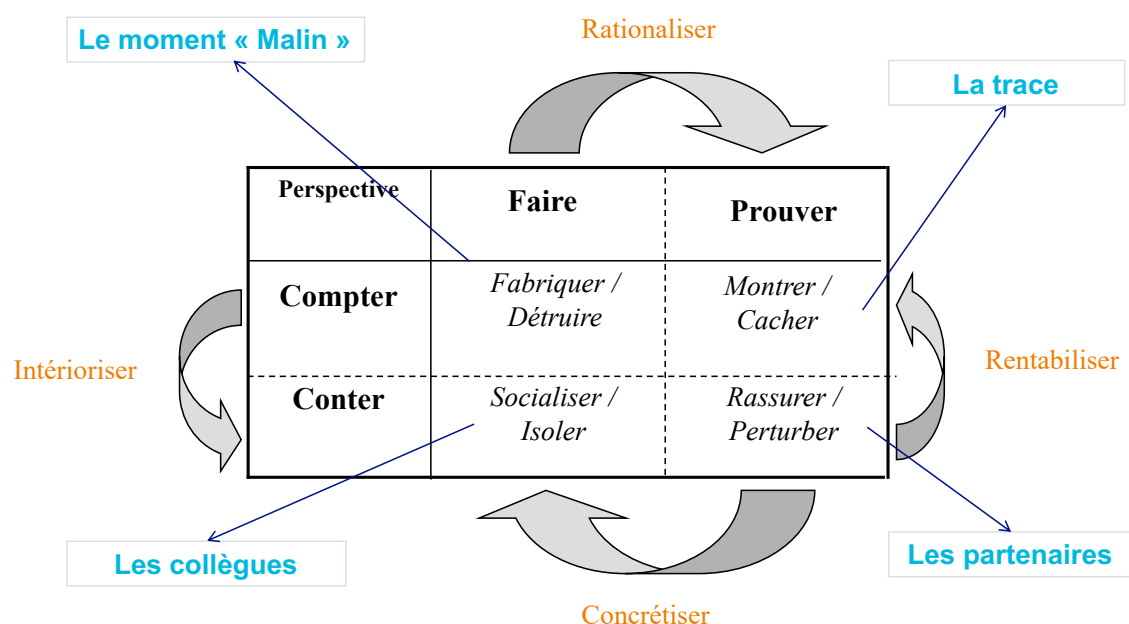 Rationaliser
Le moment « Malin »
La trace
Perspective
Faire
Prouver
Compter
Fabriquer /
Détruire
Montrer /
Cacher
Intérioriser
Rentabiliser
Conter
Socialiser /
Isoler
Rassurer /
Perturber
Les collègues
Les partenaires
Concrétiser